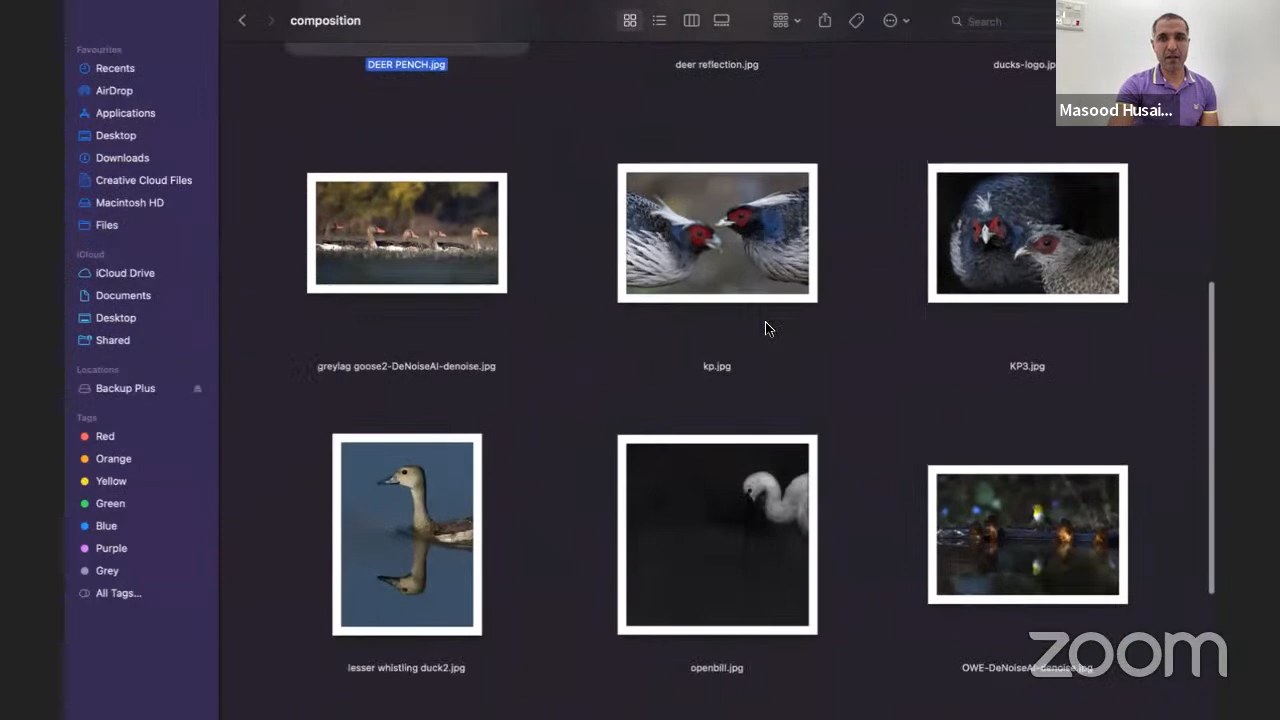 composition
Search
Favourites
Recents
AirDrop
Applications
Desktop
Downloads
Creative Cloud Files
Macintosh HD
Files
iCloud
iCloud Drive
Documents
Desktop
Shared
Locations
Backup Plus
Tags
Red
Orange
Yellow
Green
Blue
Purple
Grey
All Tags...
DEER PENCH.jpg
deer reflection.jpg
ducks-logo.jp
Masood Husai...
greylag goose2-DeNoiseAI-denoise.jpg
kp.jpg
KP3.jpg
lesser whistling duck2.jpg
openbill.jpg
OWE-DeNoiseAI-denoise.jpg
zoom